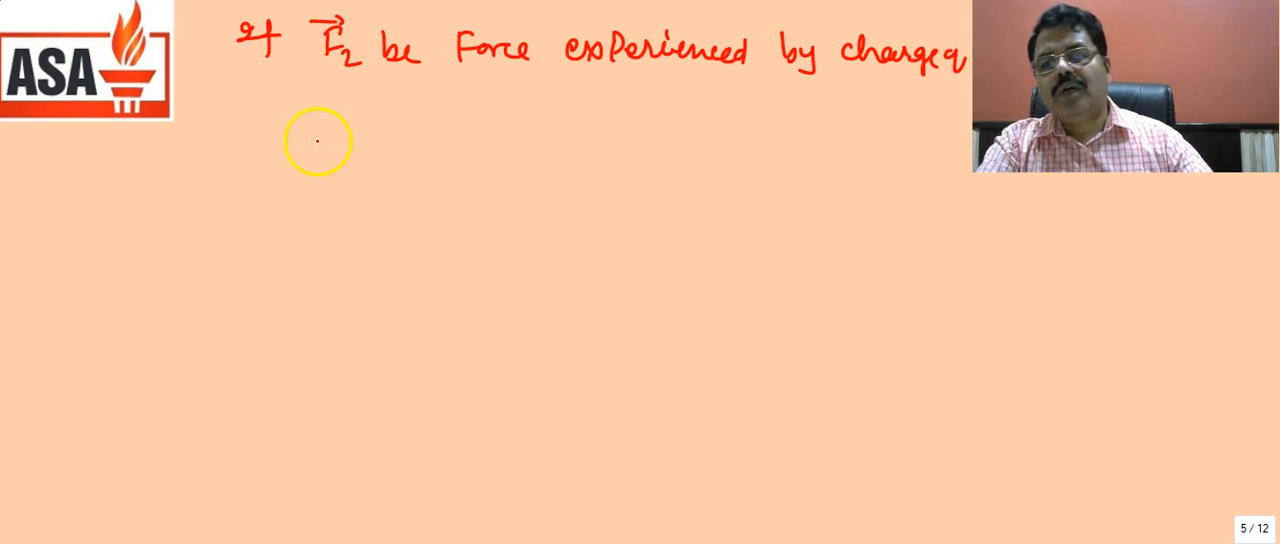 ASA
If F⃗₂ be Force experienced by charge q
5 / 12